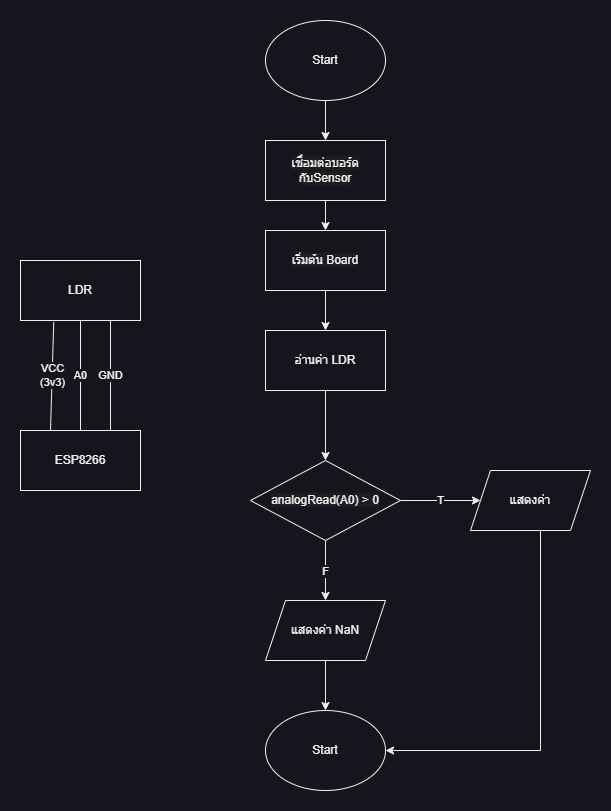 Start
เชื่อมต่อบอร์ด
กับSensor
เริ่มต้น Board
อ่านค่า LDR
analogRead(A0) > 0
T
แสดงค่า
F
แสดงค่า NaN
Start
LDR
VCC
(3v3)
A0
GND
ESP8266